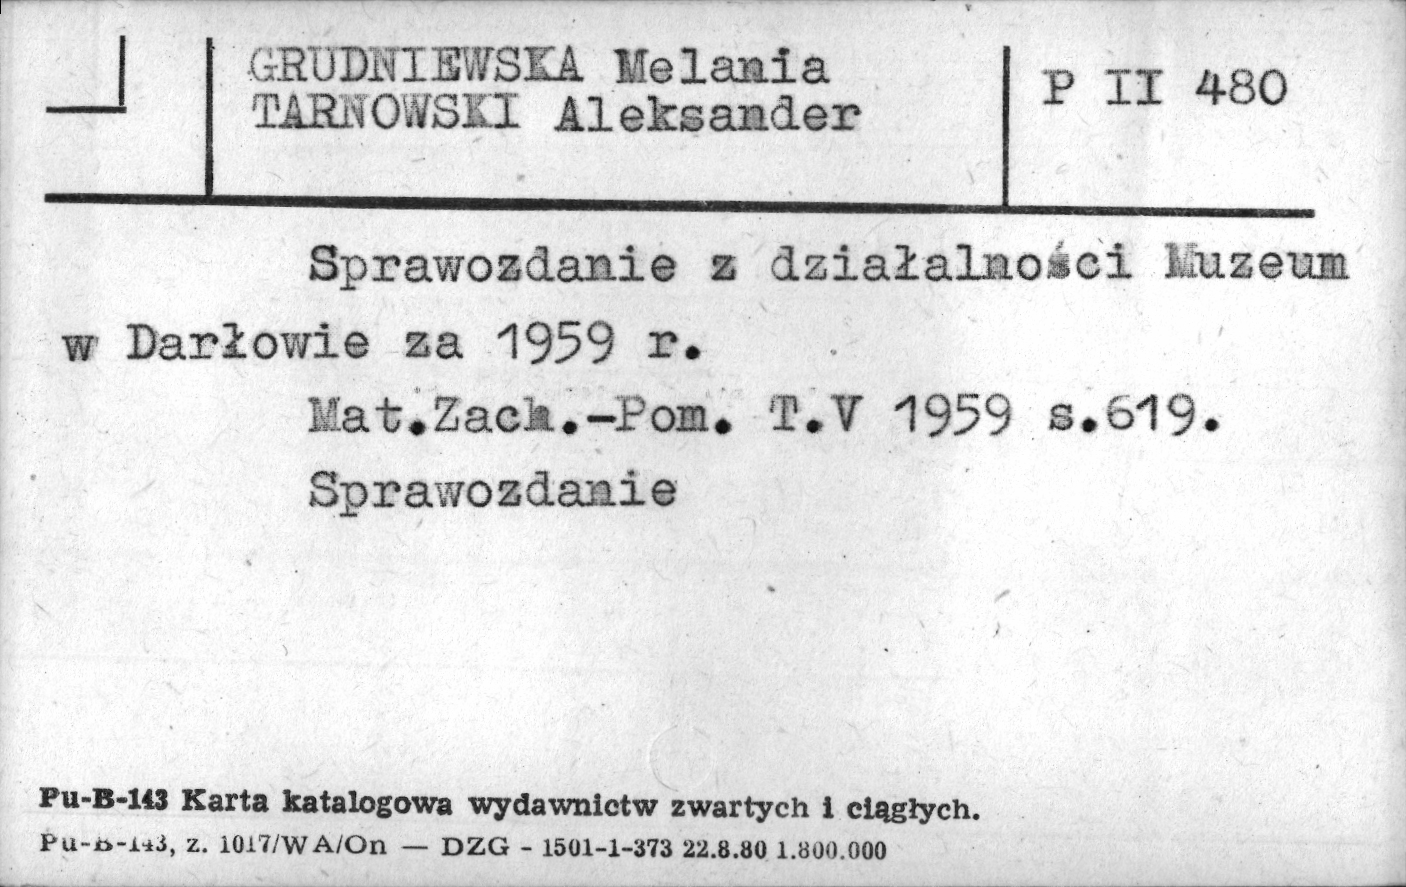 GRUDNIEWSKA Melania
TARNOWSKI Aleksander
P II 480
Sprawozdanie z działalności Muzeum
w Darłowie za 1959 r.
Mat.Zach.-Pom. T.V 1959 s.619.
Sprawozdanie
Pu-B-143 Karta katalogowa wydawnictw zwartych i ciągłych.
Pu-B-143, z. 1017/WA/On — DZG - 1501-1-373 22.8.80 1.800.000